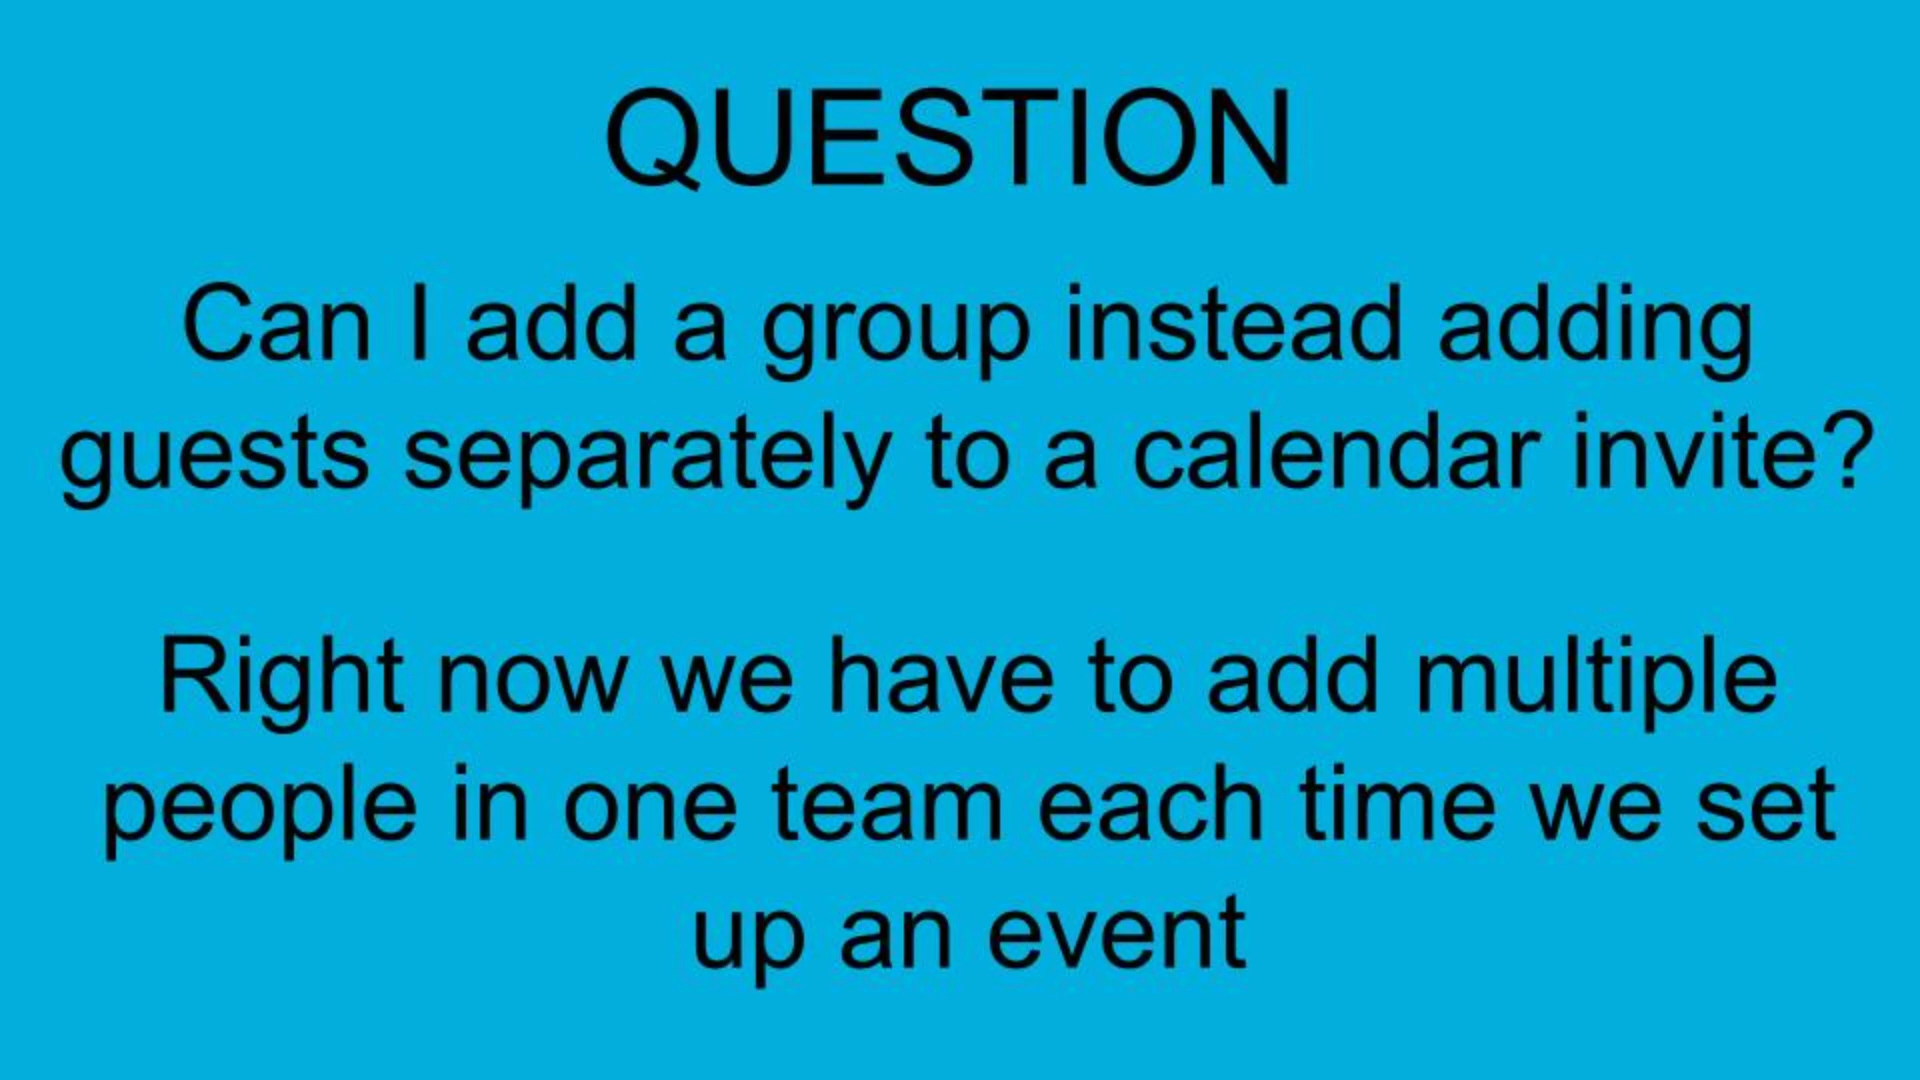 QUESTION
Can I add a group instead adding
guests separately to a calendar invite?
Right now we have to add multiple
people in one team each time we set
up an event